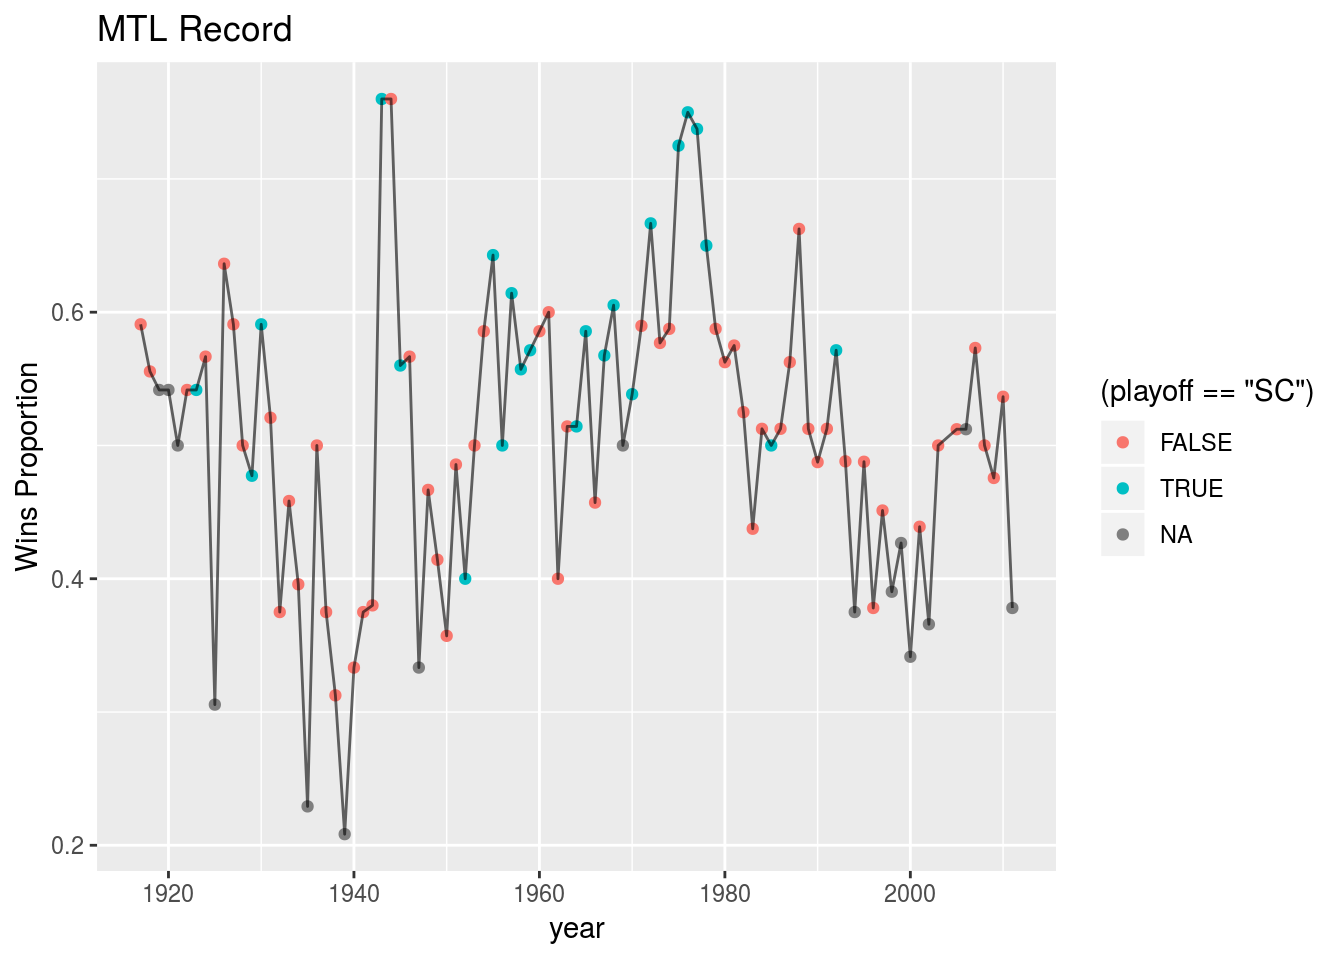 MTL Record
0.6
0.4
0.2
Wins Proportion
1920 1940 1960 1980 2000
year
(playoff == "SC")
FALSE
TRUE
NA